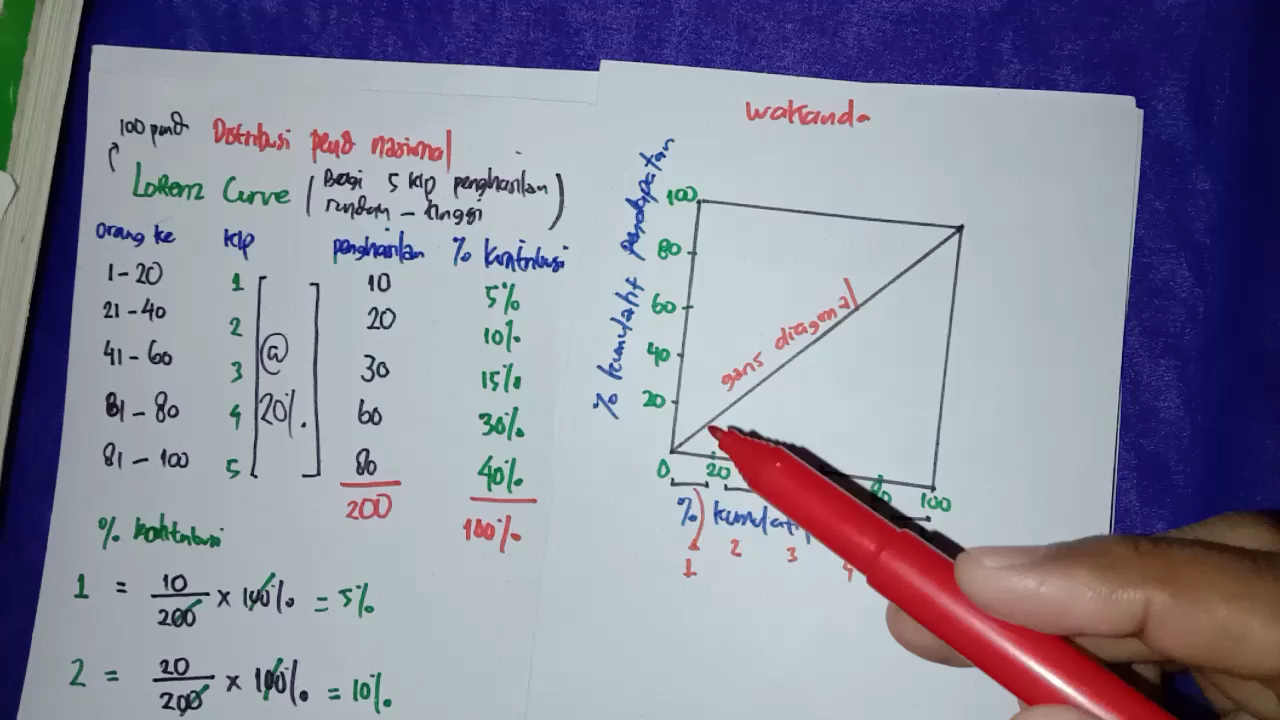 100 pend
Distribusi pend nasional
Lorenz Curve ( Bagi 5 klp penghasilan
rendah - tinggi )
orang ke klp penghasilan % kontribusi
1 - 20 1 10 5%
21 - 40 2 20 10%
41 - 60 3 30 15%
81 - 80 4 60 30%
81 - 100 5 80 40%
@
20%.
200 100%
% kontribusi
1 = 10/200 x 100% = 5%
2 = 20/200 x 100% = 10%
wakanda
% kumulatif pendapatan
100
80
60
40
20
garis diagonal
0 20 80 100
%
1 2 3 4